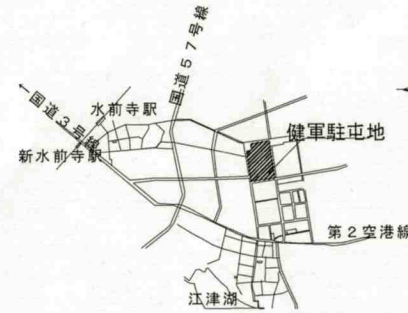 国道57号線
↑国道3号線
水前寺駅
新水前寺駅
健軍駐屯地
第2空港線
江津湖